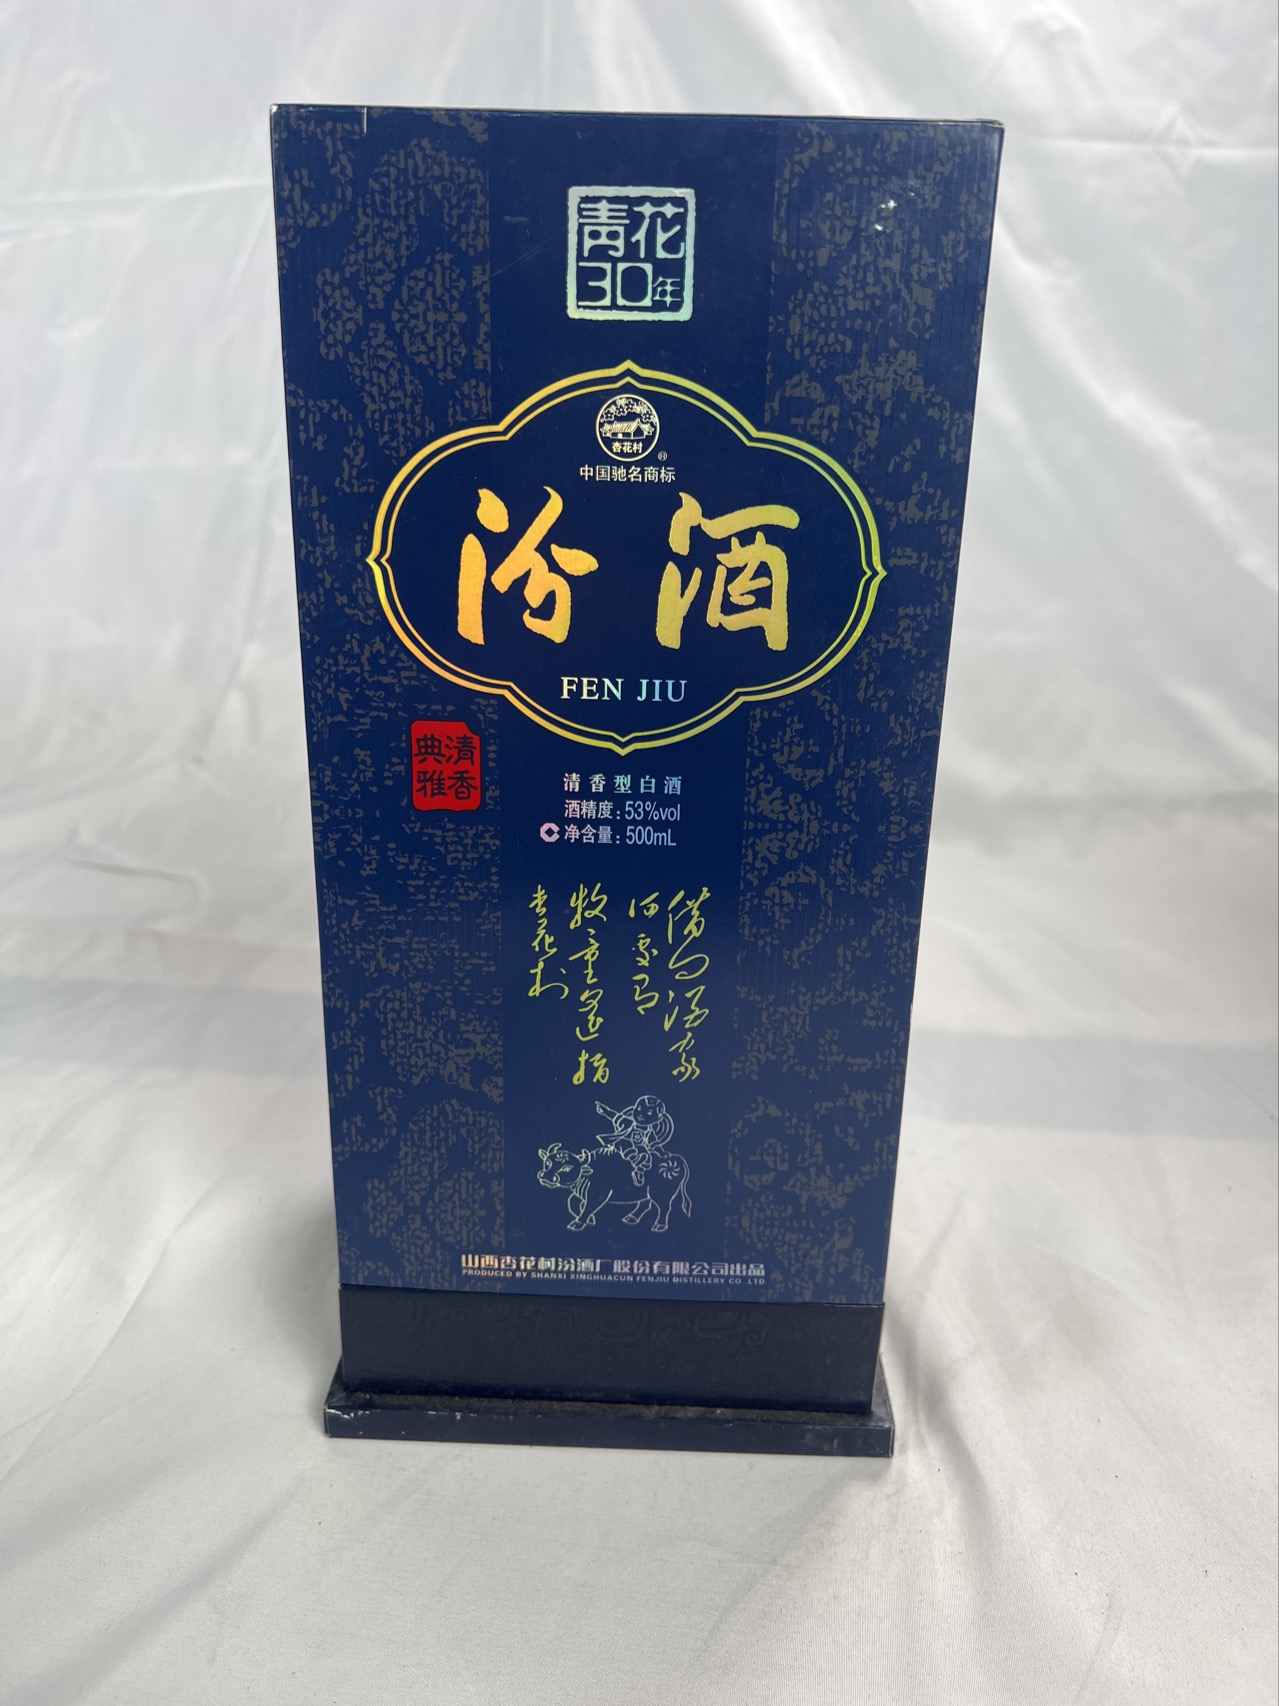 青花
30年
杏花村
®
中国驰名商标
汾酒
FEN JIU
清香
典雅
清香型白酒
酒精度：53%vol
净含量：500mL
借问酒家
何处有
牧童遥指
杏花村
山西杏花村汾酒厂股份有限公司出品
PRODUCED BY SHANXI XINGHUACUN FENJIU DISTILLERY CO.,LTD